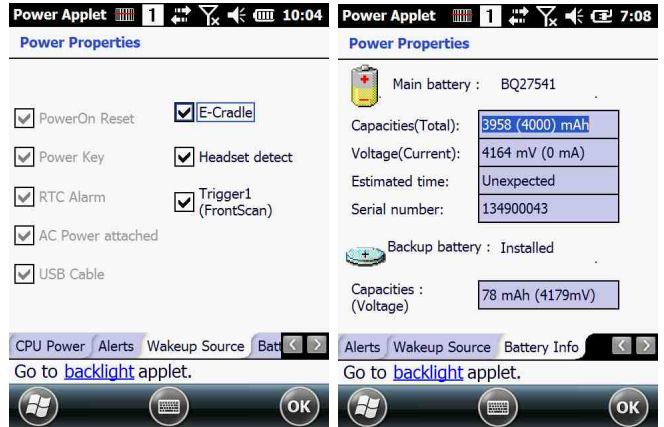 Power Applet 1 10:04
Power Properties
PowerOn Reset
E-Cradle
Power Key
Headset detect
RTC Alarm
Trigger1
(FrontScan)
AC Power attached
USB Cable
CPU Power Alerts Wakeup Source Batt
Go to backlight applet.
OK
Power Applet 1 7:08
Power Properties
Main battery : BQ27541
Capacities(Total): 3958 (4000) mAh
Voltage(Current): 4164 mV (0 mA)
Estimated time: Unexpected
Serial number: 134900043
Backup battery : Installed
Capacities :
(Voltage)
78 mAh (4179mV)
Alerts Wakeup Source Battery Info
Go to backlight applet.
OK